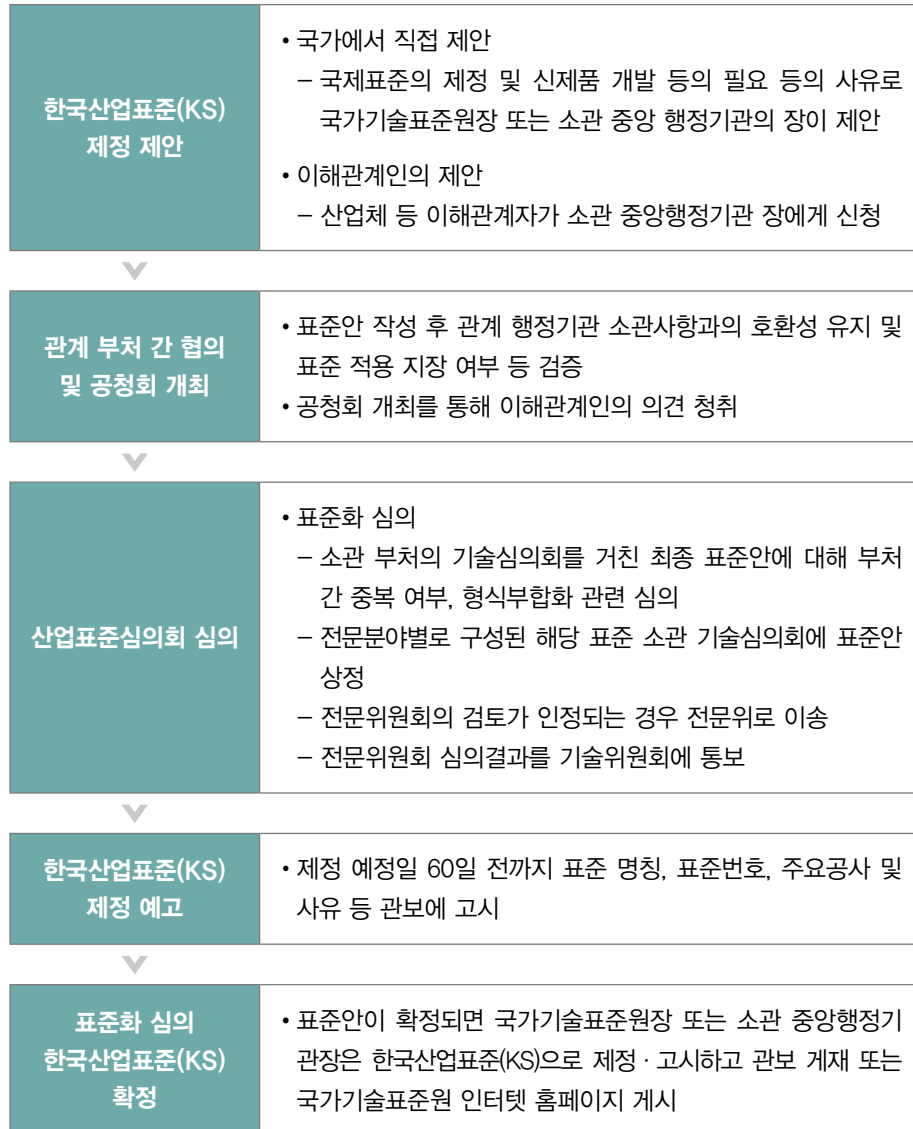 한국산업표준(KS)
제정 제안
• 국가에서 직접 제안
– 국제표준의 제정 및 신제품 개발 등의 필요 등의 사유로
국가기술표준원장 또는 소관 중앙 행정기관의 장이 제안
• 이해관계인의 제안
– 산업체 등 이해관계자가 소관 중앙행정기관 장에게 신청
관계 부처 간 협의
및 공청회 개최
• 표준안 작성 후 관계 행정기관 소관사항과의 호환성 유지 및
표준 적용 지장 여부 등 검증
• 공청회 개최를 통해 이해관계인의 의견 청취
산업표준심의회 심의
• 표준화 심의
– 소관 부처의 기술심의회를 거친 최종 표준안에 대해 부처
간 중복 여부, 형식부합화 관련 심의
– 전문분야별로 구성된 해당 표준 소관 기술심의회에 표준안
상정
– 전문위원회의 검토가 인정되는 경우 전문위로 이송
– 전문위원회 심의결과를 기술위원회에 통보
한국산업표준(KS)
제정 예고
• 제정 예정일 60일 전까지 표준 명칭, 표준번호, 주요공사 및
사유 등 관보에 고시
표준화 심의
한국산업표준(KS)
확정
• 표준안이 확정되면 국가기술표준원장 또는 소관 중앙행정기
관장은 한국산업표준(KS)으로 제정 · 고시하고 관보 게재 또는
국가기술표준원 인터텟 홈페이지 게시